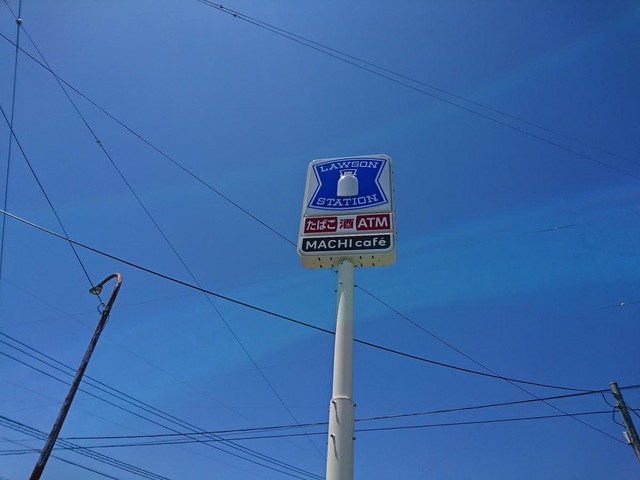 LAWSON
STATION
たばこ 酒 ATM
MACHI café